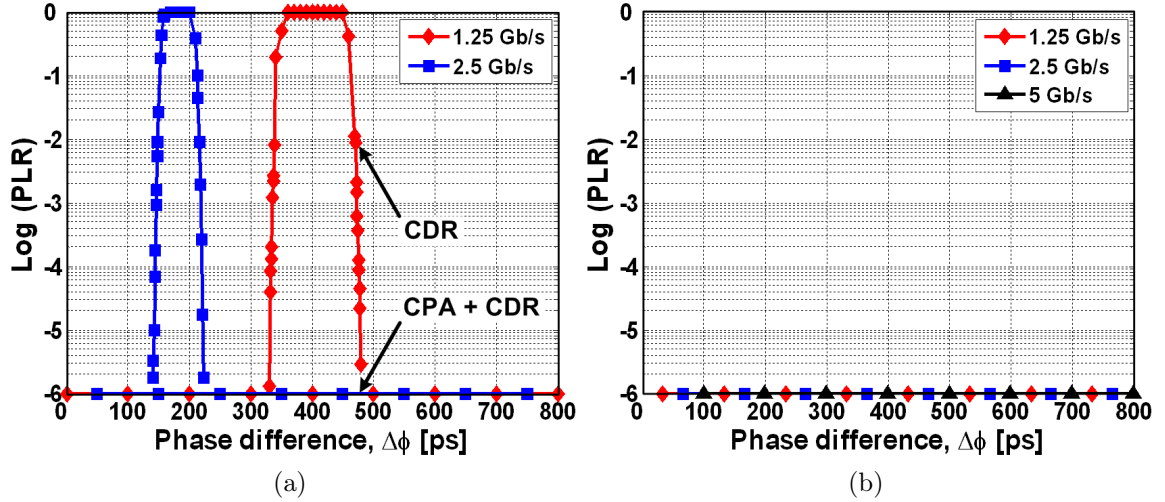 0
-1
-2
-3
-4
-5
-6
Log (PLR)
1.25 Gb/s
2.5 Gb/s
CDR
CPA + CDR
0 100 200 300 400 500 600 700 800
Phase difference, Δϕ [ps]
(a)
0
-1
-2
-3
-4
-5
-6
Log (PLR)
1.25 Gb/s
2.5 Gb/s
5 Gb/s
0 100 200 300 400 500 600 700 800
Phase difference, Δϕ [ps]
(b)